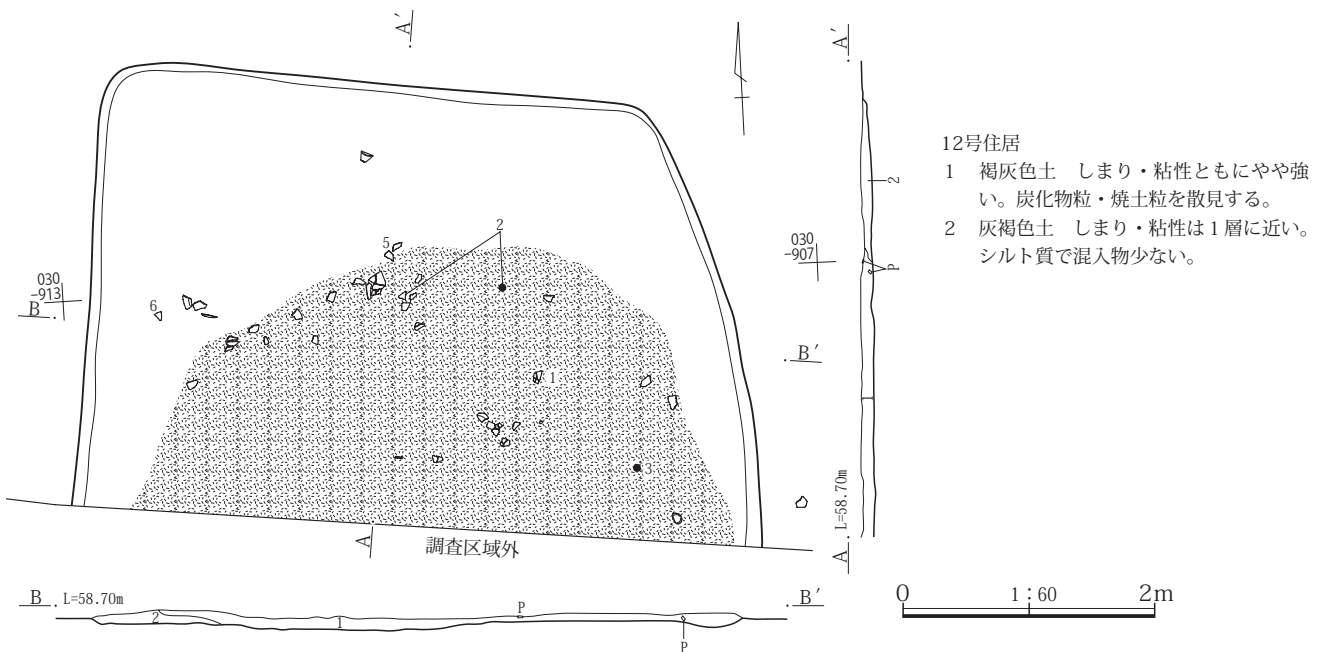 A′
A′
12号住居
1 褐灰色土 しまり・粘性ともにやや強
い。炭化物粒・焼土粒を散見する。
2 灰褐色土 しまり・粘性は1層に近い。
シルト質で混入物少ない。
2
2
5
030
-907
P
030
-913
B
6
B′
1
3
L=58.70m
A
調査区域外
A
B L=58.70m
B′
2
1
P
P
0 1:60 2m